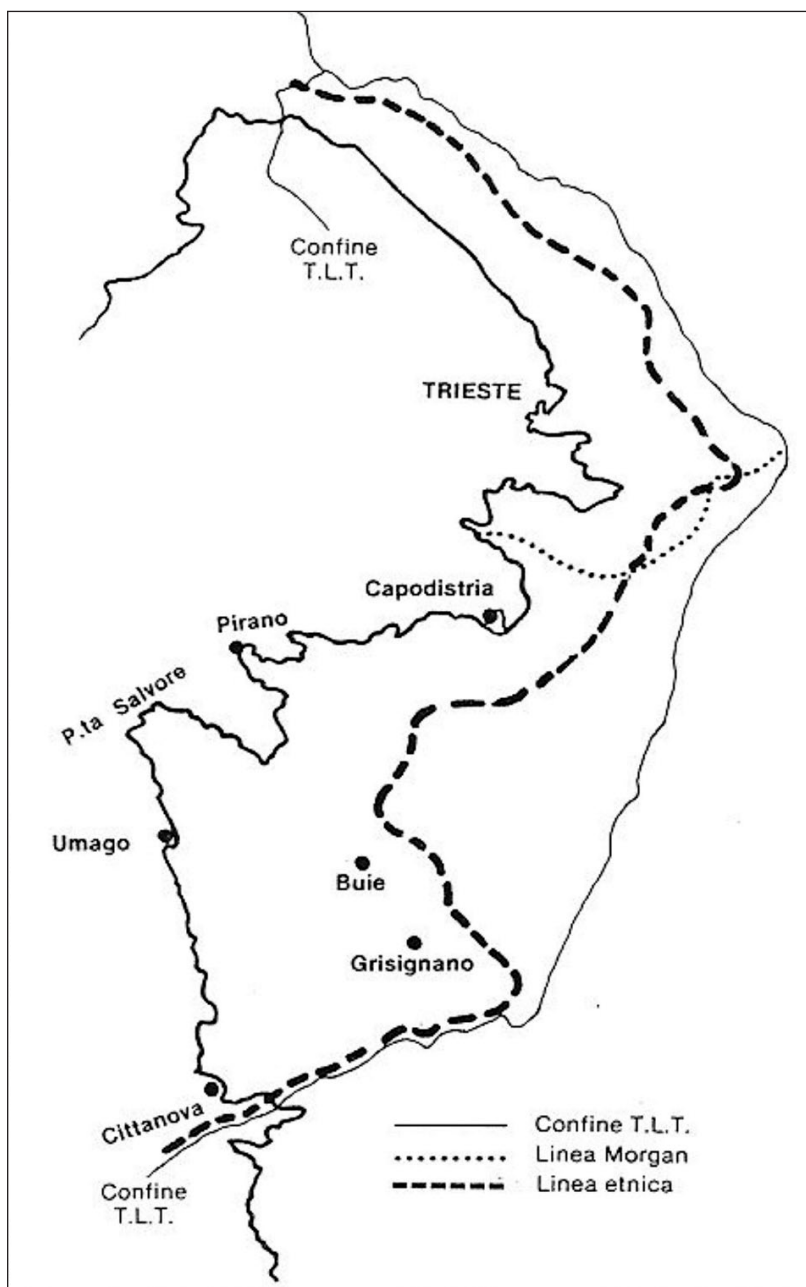 Confine
T.L.T.
TRIESTE
Capodistria
Pirano
P.ta Salvore
Umago
Buie
Grisignano
Cittanova
Confine
T.L.T.
Confine T.L.T.
Linea Morgan
Linea etnica